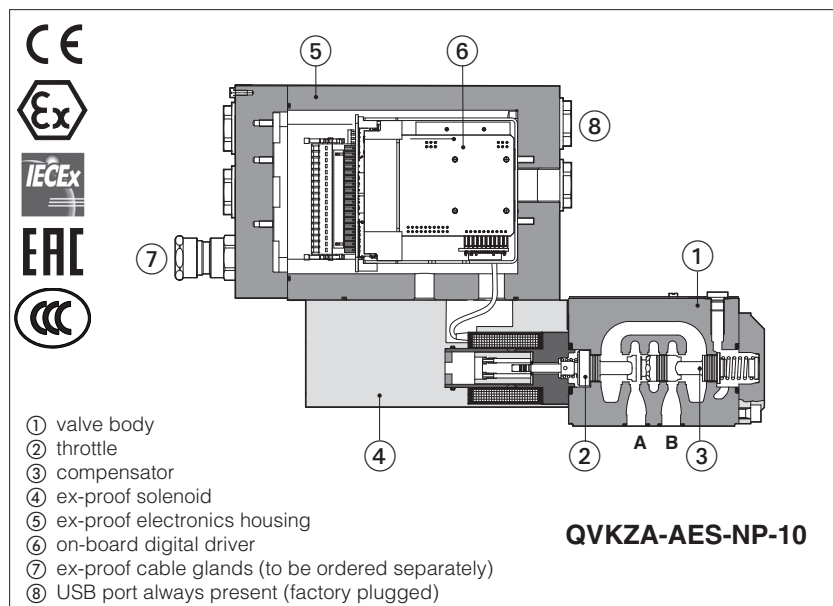 CE
Ex
IECEx
EAC
CCC
⑤ ⑥
⑧
⑦
①
④ ② A B ③
① valve body
② throttle
③ compensator
④ ex-proof solenoid
⑤ ex-proof electronics housing
⑥ on-board digital driver
⑦ ex-proof cable glands (to be ordered separately)
⑧ USB port always present (factory plugged)
QVKZA-AES-NP-10